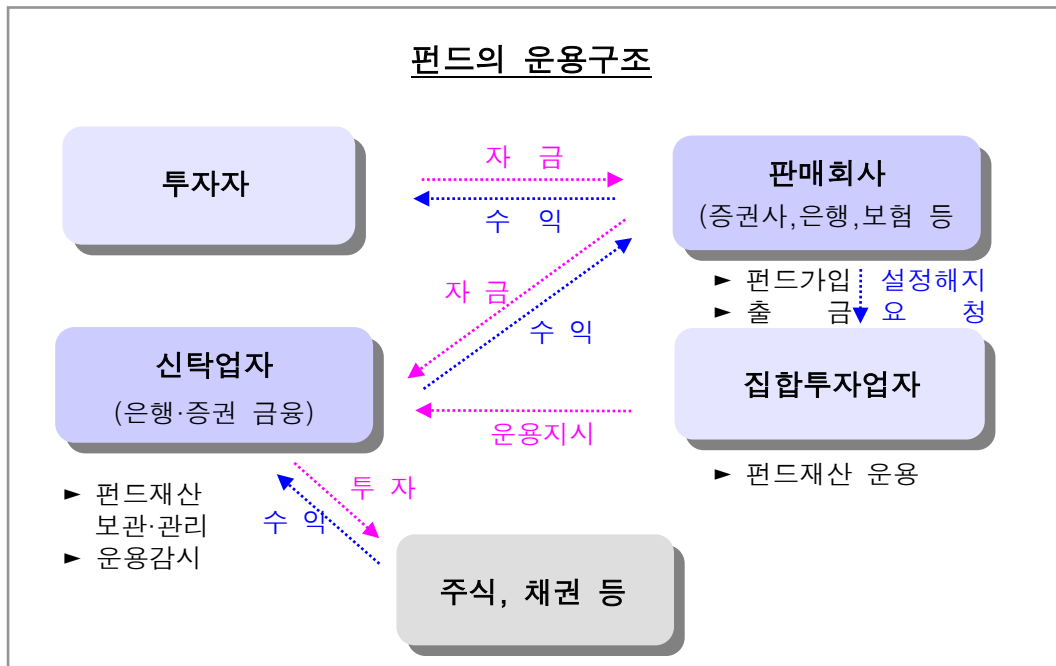 펀드의 운용구조
투자자
자 금
수 익
판매회사
(증권사,은행,보험 등
► 펀드가입
► 출 금
설정해지
요 청
자 금
수 익
신탁업자
(은행·증권 금융)
집합투자업자
운용지시
► 펀드재산 운용
► 펀드재산
보관·관리
► 운용감시
투 자
수 익
주식, 채권 등